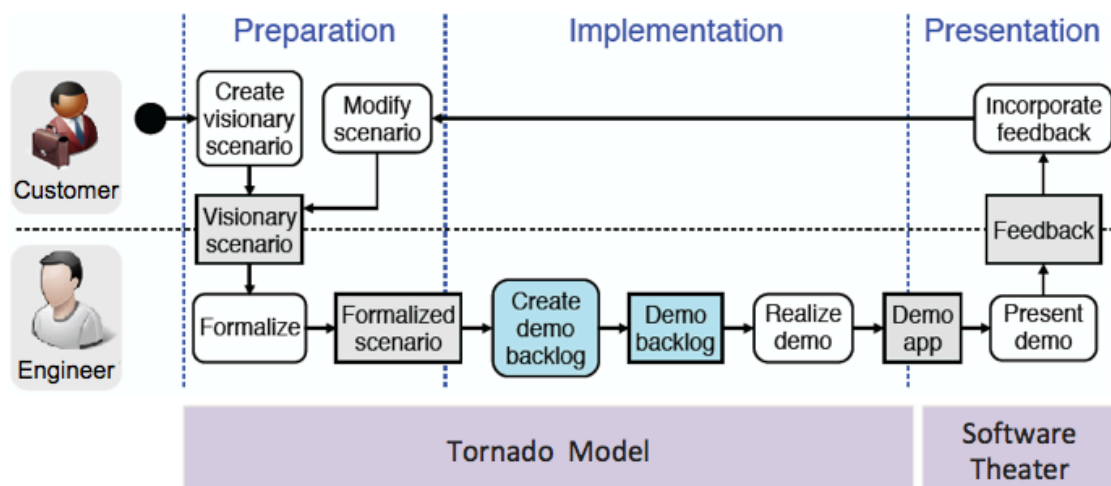 Preparation
Implementation
Presentation
Customer
Create
visionary
scenario
Modify
scenario
Incorporate
feedback
Visionary
scenario
Feedback
Engineer
Formalize
Formalized
scenario
Create
demo
backlog
Demo
backlog
Realize
demo
Demo
app
Present
demo
Tornado Model
Software
Theater